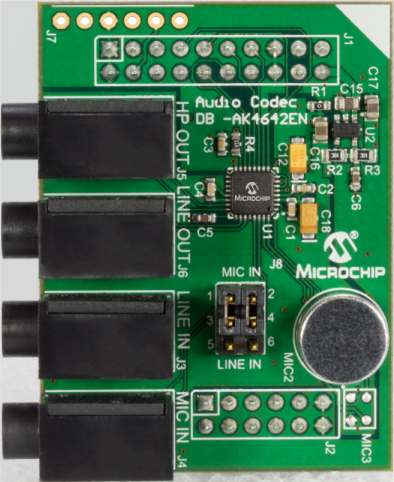 J7
J1
Audio Codec
DB -AK4642EN
HP OUT J5
C3
R4
C12
C16
R1
C15
C17
U2
R2
R3
C6
C4
MICROCHIP
C2
C1
C18
U1
LINE OUT
J6
C5
MICROCHIP
J8
MIC IN
1
2
3
4
5
6
LINE IN
LINE IN J3
MIC2
MIC IN
J4
J2
MIC3